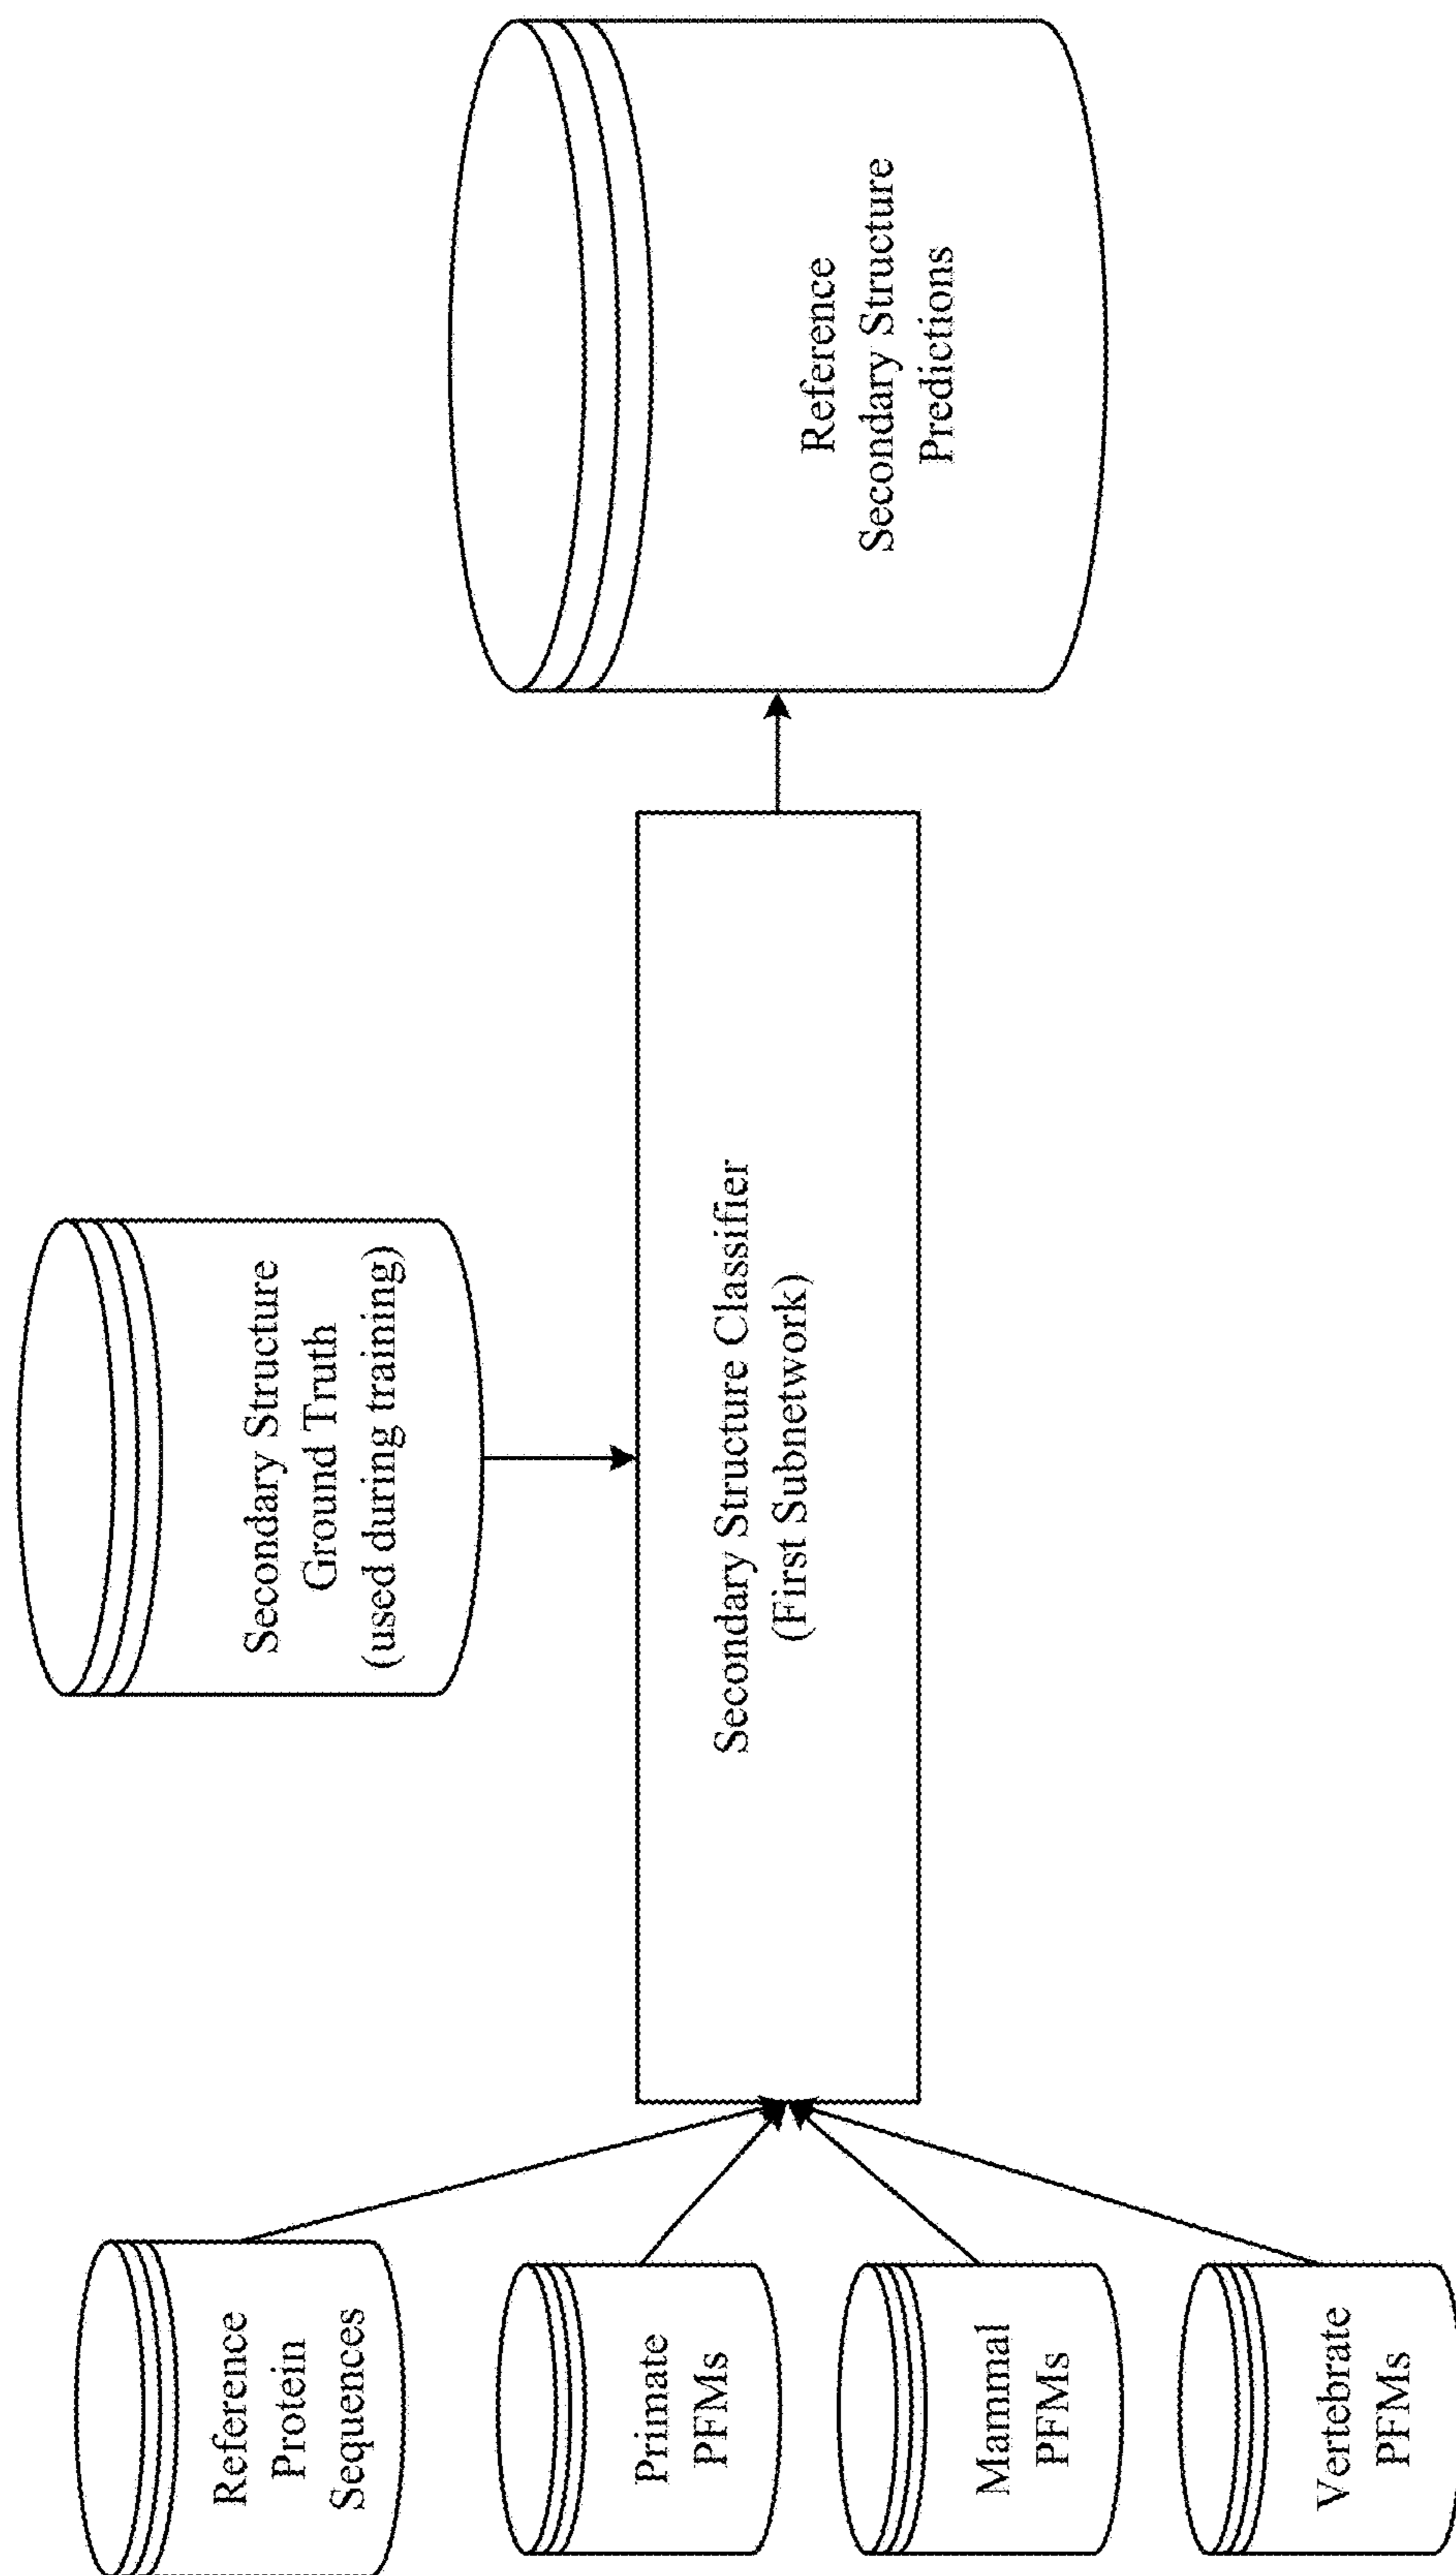 Secondary Structure
Ground Truth
(used during training)
Reference
Protein
Sequences
Primate
PFMs
Mammal
PFMs
Vertebrate
PFMs
Secondary Structure Classifier
(First Subnetwork)
Reference
Secondary Structure
Predictions